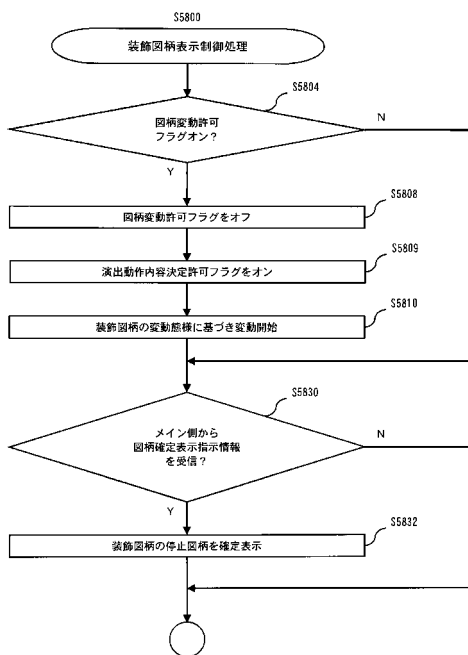 S5800
装飾図柄表示制御処理
S5804
図柄変動許可
フラグオン？
N
Y
S5808
図柄変動許可フラグをオフ
S5809
演出動作内容決定許可フラグをオン
S5810
装飾図柄の変動態様に基づき変動開始
S5830
メイン側から
図柄確定表示指示情報
を受信？
N
Y
S5832
装飾図柄の停止図柄を確定表示